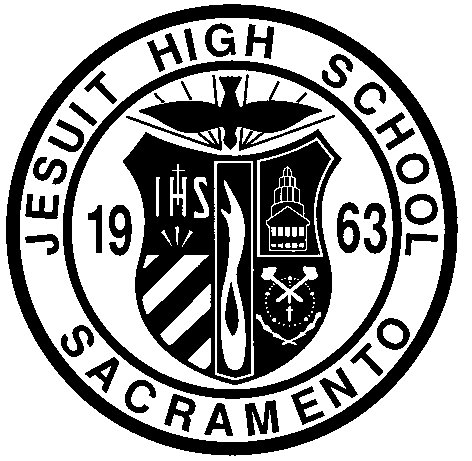 JESUIT HIGH SCHOOL
IHS
19 63
SACRAMENTO